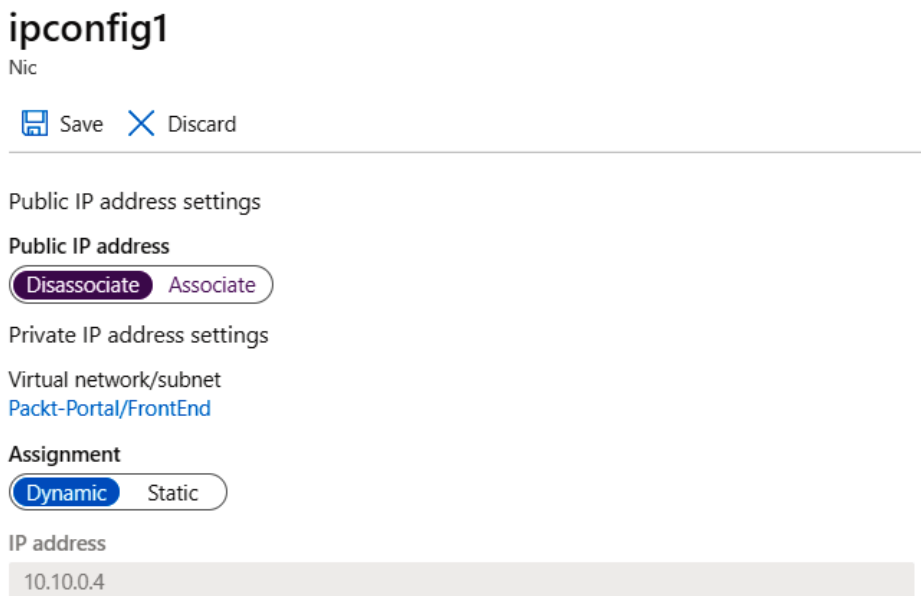 ipconfig1
Nic
Save Discard
Public IP address settings
Public IP address
Disassociate Associate
Private IP address settings
Virtual network/subnet
Packt-Portal/FrontEnd
Assignment
Dynamic Static
IP address
10.10.0.4